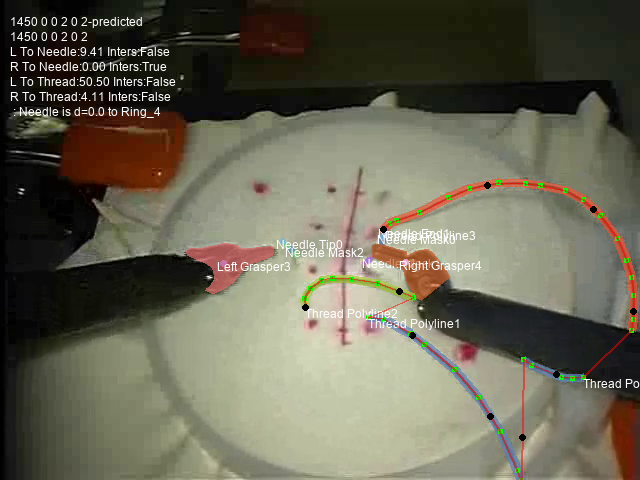 1450 0 0 2 0 2-predicted
1450 0 0 2 0 2
L To Needle:9.41 Inters:False
R To Needle:0.00 Inters:True
L To Thread:50.50 Inters:False
R To Thread:4.11 Inters:False
: Needle is d=0.0 to Ring_4
Needle Tip0
Needle Mask2
Left Grasper3
Right Grasper4
Thread Polyline2
Thread Polyline1
Thread Po